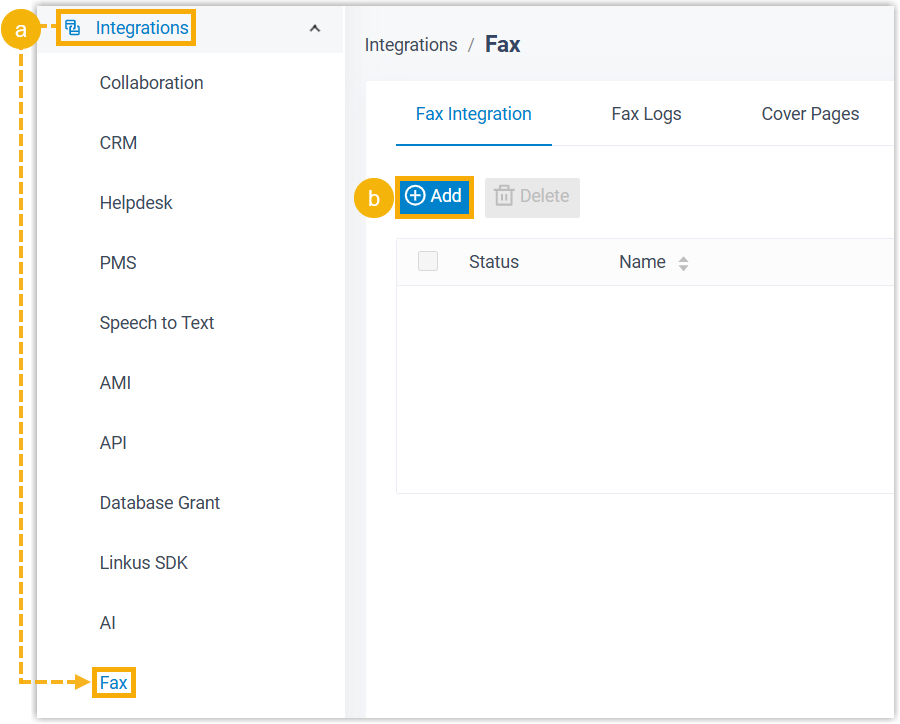 a
Integrations
Collaboration
CRM
Helpdesk
PMS
Speech to Text
AMI
API
Database Grant
Linkus SDK
AI
Fax
Integrations / Fax
Fax Integration Fax Logs Cover Pages
b Add Delete
Status Name